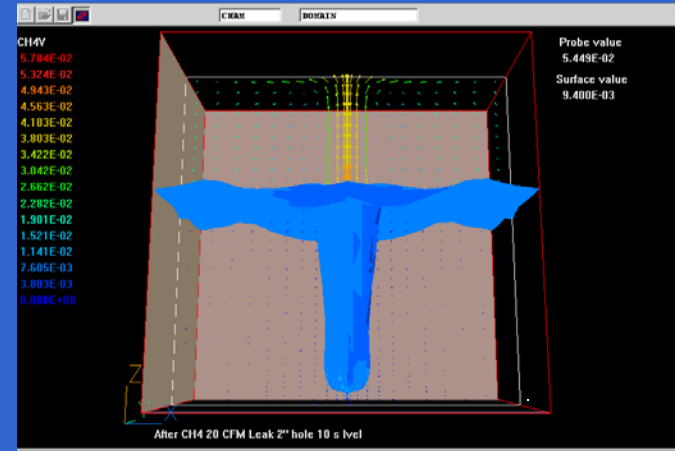 CHAM DOMAIN
CH4V
5.704E-02
5.324E-02
4.943E-02
4.563E-02
4.183E-02
3.803E-02
3.422E-02
3.042E-02
2.662E-02
2.282E-02
1.901E-02
1.521E-02
1.141E-02
7.605E-03
3.803E-03
0.000E+00
Probe value
5.449E-02
Surface value
9.400E-03
Z
X
After CH4 20 CFM Leak 2" hole 10 s lvel